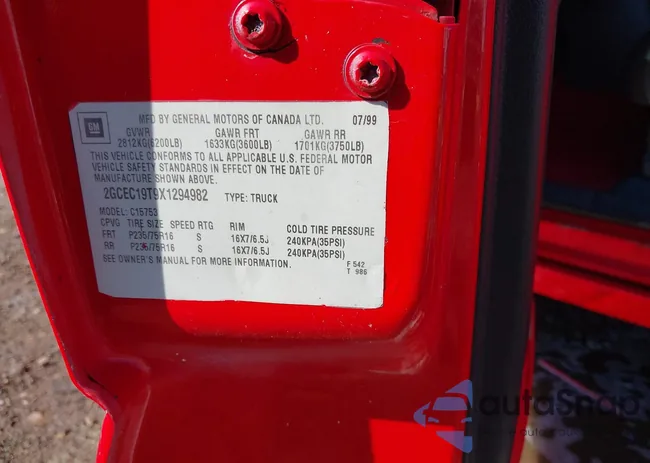 GM
MFD BY GENERAL MOTORS OF CANADA LTD. 07/99
GVWR GAWR FRT GAWR RR
2812KG(6200LB) 1633KG(3600LB) 1701KG(3750LB)
THIS VEHICLE CONFORMS TO ALL APPLICABLE U.S. FEDERAL MOTOR
VEHICLE SAFETY STANDARDS IN EFFECT ON THE DATE OF
MANUFACTURE SHOWN ABOVE.
2GCEC19T9X1294982 TYPE: TRUCK
MODEL: C15753
CPVG TIRE SIZE SPEED RTG RIM COLD TIRE PRESSURE
FRT P235/75R16 S 16X7/6.5J 240KPA(35PSI)
RR P235/75R16 S 16X7/6.5J 240KPA(35PSI)
SEE OWNER'S MANUAL FOR MORE INFORMATION.
F 542
T 986
autoSnap